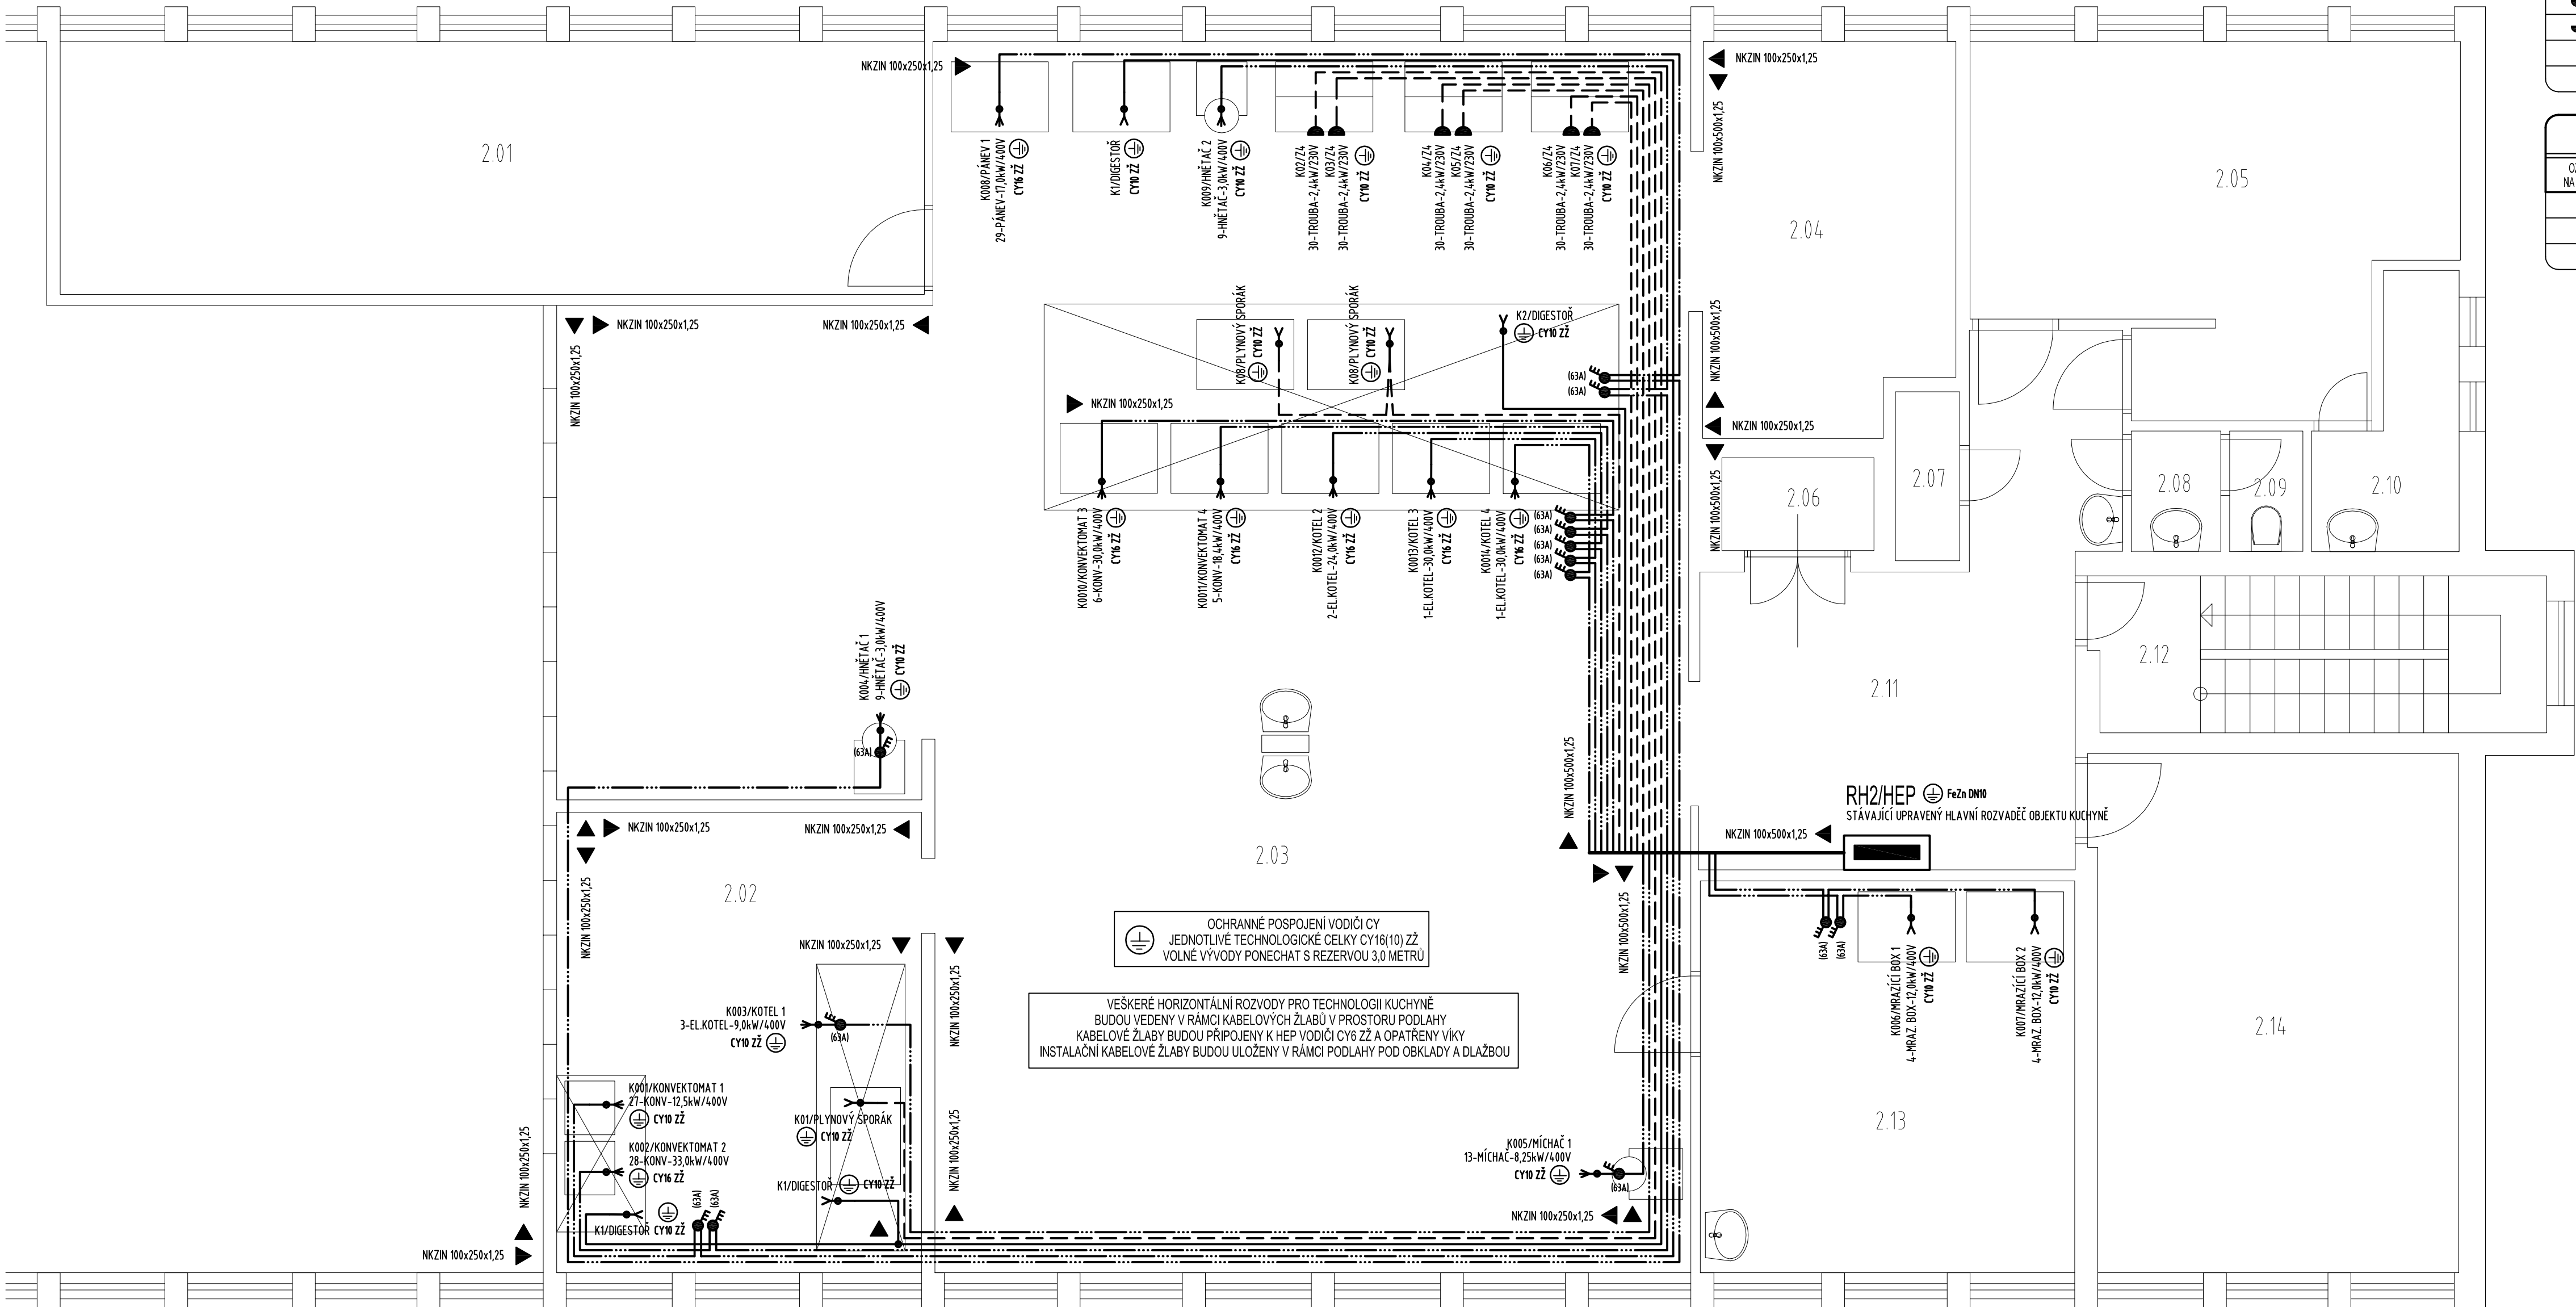 NKZIN 100x250x1,25
NKZIN 100x250x1,25
NKZIN 100x500x1,25
2.01
K008/PÁNEV 1
29-PÁNEV-17,0kW/400V
CY16 ZŽ
K1/DIGESTOŘ
CY10 ZŽ
K009/HNĚTAČ 2
9-HNĚTAČ-3,0kW/400V
CY10 ZŽ
K02/Z4
30-TROUBA-2,4kW/230V
K03/Z4
30-TROUBA-2,4kW/230V
CY10 ZŽ
K04/Z4
30-TROUBA-2,4kW/230V
K05/Z4
30-TROUBA-2,4kW/230V
CY10 ZŽ
K06/Z4
30-TROUBA-2,4kW/230V
K07/Z4
30-TROUBA-2,4kW/230V
CY10 ZŽ
2.04
2.05
NA
NKZIN 100x250x1,25
NKZIN 100x250x1,25
NKZIN 100x250x1,25
K08/PLYNOVÝ SPORÁK
CY10 ZŽ
K08/PLYNOVÝ SPORÁK
CY10 ZŽ
K2/DIGESTOŘ
CY10 ZŽ
(63A)
(63A)
NKZIN 100x500x1,25
NKZIN 100x250x1,25
NKZIN 100x250x1,25
NKZIN 100x500x1,25
K0010/KONVEKTOMAT 3
6-KONV-30,0kW/400V
CY16 ZŽ
K0011/KONVEKTOMAT 4
5-KONV-18,4kW/400V
CY16 ZŽ
K0012/KOTEL 2
2-EL.KOTEL-24,0kW/400V
CY16 ZŽ
K0013/KOTEL 3
1-EL.KOTEL-30,0kW/400V
CY16 ZŽ
K0014/KOTEL 4
1-EL.KOTEL-30,0kW/400V
CY16 ZŽ
(63A)
(63A)
(63A)
(63A)
(63A)
2.06
2.07
2.08
2.09
2.10
2.11
2.12
K004/HNĚTAČ 1
9-HNĚTAČ-3,0kW/400V
CY10 ZŽ
(63A)
NKZIN 100x500x1,25
RH2/HEP FeZn DN10
STÁVAJÍCÍ UPRAVENÝ HLAVNÍ ROZVADĚČ OBJEKTU KUCHYNĚ
NKZIN 100x500x1,25
NKZIN 100x250x1,25
NKZIN 100x250x1,25
NKZIN 100x250x1,25
2.02
2.03
NKZIN 100x500x1,25
OCHRANNÉ POSPOJENÍ VODIČI CY
JEDNOTLIVÉ TECHNOLOGICKÉ CELKY CY16(10) ZŽ
VOLNÉ VÝVODY PONECHAT S REZERVOU 3,0 METRŮ
NKZIN 100x250x1,25
NKZIN 100x250x1,25
VEŠKERÉ HORIZONTÁLNÍ ROZVODY PRO TECHNOLOGII KUCHYNĚ
BUDOU VEDENY V RÁMCI KABELOVÝCH ŽLABŮ V PROSTORU PODLAHY
KABELOVÉ ŽLABY BUDOU PŘIPOJENY K HEP VODIČI CY6 ZŽ A OPATŘENY VÍKY
INSTALAČNÍ KABELOVÉ ŽLABY BUDOU ULOŽENY V RÁMCI PODLAHY POD OBKLADY A DLAŽBOU
(63A)
(63A)
K006/MRAZÍCÍ BOX 1
4-MRAZ. BOX-12,0kW/400V
CY10 ZŽ
K007/MRAZÍCÍ BOX 2
4-MRAZ. BOX-12,0kW/400V
CY10 ZŽ
2.13
2.14
K003/KOTEL 1
3-EL.KOTEL-9,0kW/400V
CY10 ZŽ
(63A)
K001/KONVEKTOMAT 1
27-KONV-12,5kW/400V
CY10 ZŽ
K002/KONVEKTOMAT 2
28-KONV-33,0kW/400V
CY16 ZŽ
K01/PLYNOVÝ SPORÁK
CY10 ZŽ
K1/DIGESTOŘ
CY10 ZŽ
K1/DIGESTOŘ CY10 ZŽ
(63A)
(63A)
NKZIN 100x250x1,25
NKZIN 100x250x1,25
NKZIN 100x250x1,25
K005/MÍCHAČ 1
13-MÍCHAČ-8,25kW/400V
CY10 ZŽ
(63A)
NKZIN 100x250x1,25